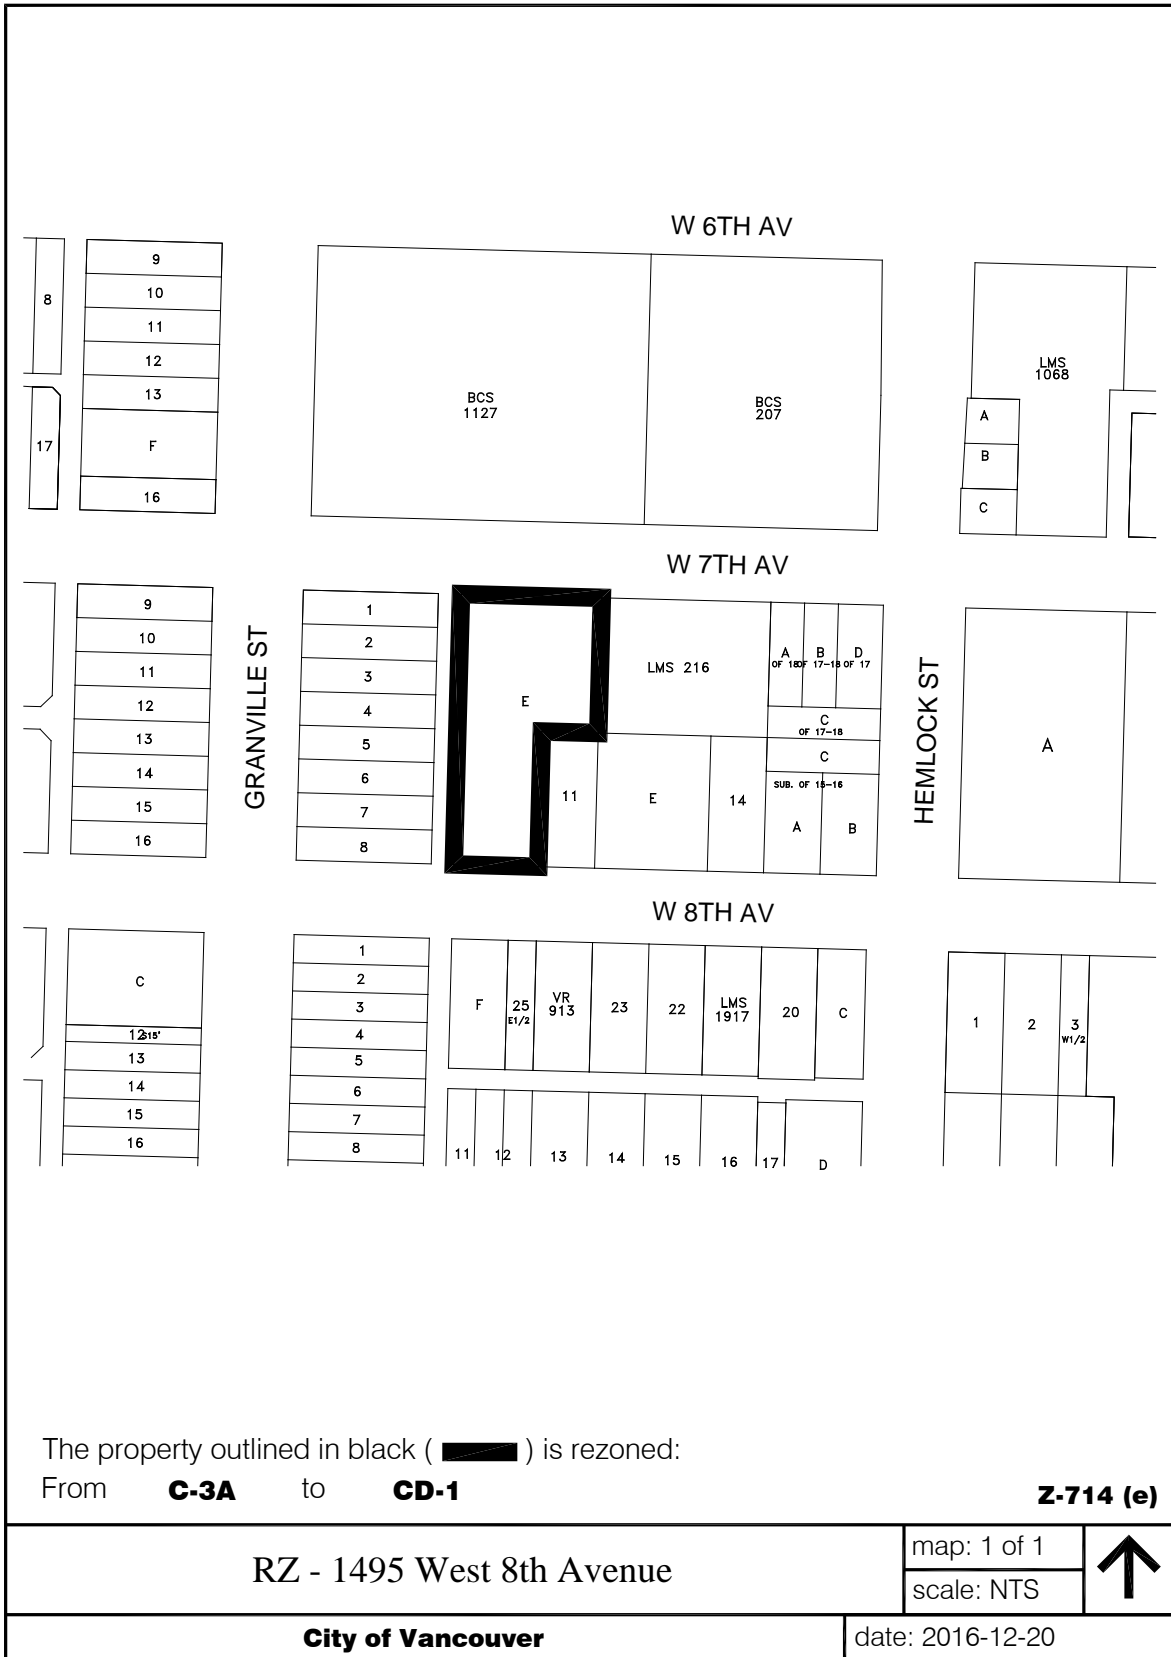 W 6TH AV
9
10
11
12
13
F
16
8
17
BCS
1127
BCS
207
LMS
1068
A
B
C
W 7TH AV
9
10
11
12
13
14
15
16
GRANVILLE ST
1
2
3
4
5
6
7
8
E
LMS 216
A
OF 18
B
OF 17-18
D
OF 17
C
OF 17-18
C
SUB. OF 15-16
A
B
11
E
14
HEMLOCK ST
A
W 8TH AV
C
12 S15'
13
14
15
16
1
2
3
4
5
6
7
8
F
25
E1/2
VR
913
23
22
LMS
1917
20
C
1
2
3
W1/2
11
12
13
14
15
16
17
D
The property outlined in black ( ) is rezoned:
From C-3A to CD-1
Z-714 (e)
RZ - 1495 West 8th Avenue
map: 1 of 1
scale: NTS
City of Vancouver
date: 2016-12-20